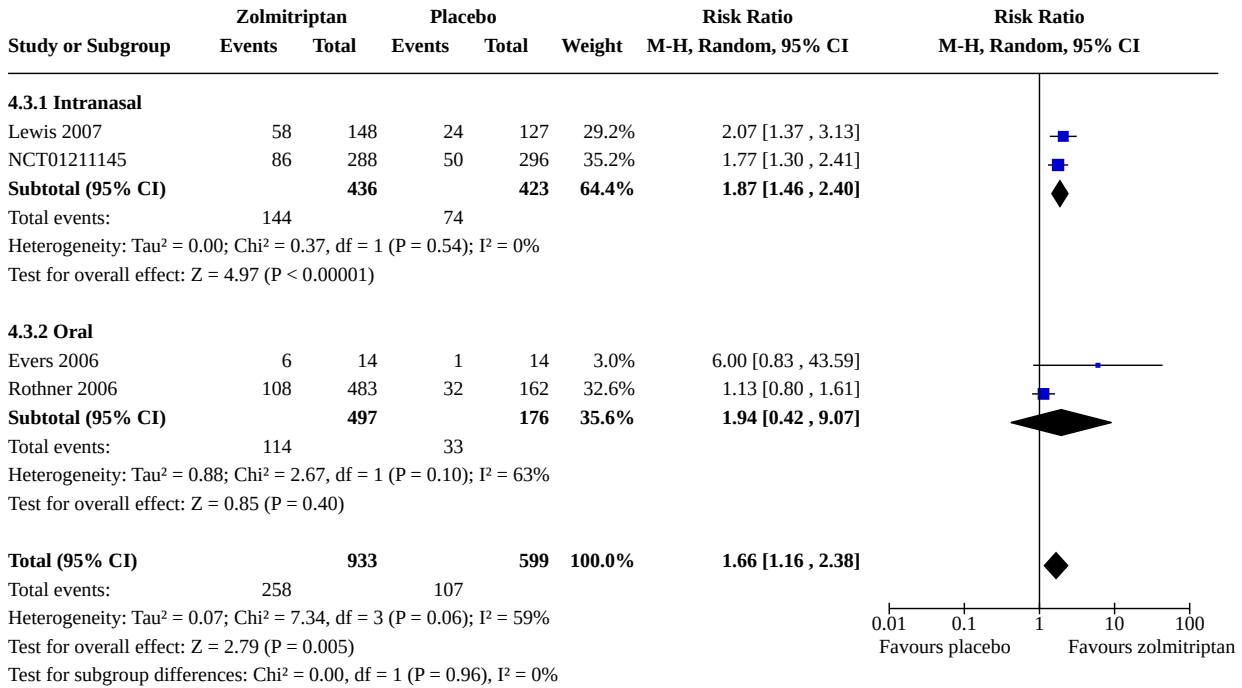 Zolmitriptan Placebo Risk Ratio Risk Ratio
Study or Subgroup Events Total Events Total Weight M-H, Random, 95% CI M-H, Random, 95% CI
4.3.1 Intranasal
Lewis 2007 58 148 24 127 29.2% 2.07 [1.37 , 3.13]
NCT01211145 86 288 50 296 35.2% 1.77 [1.30 , 2.41]
Subtotal (95% CI) 436 423 64.4% 1.87 [1.46 , 2.40]
Total events: 144 74
Heterogeneity: Tau² = 0.00; Chi² = 0.37, df = 1 (P = 0.54); I² = 0%
Test for overall effect: Z = 4.97 (P < 0.00001)
4.3.2 Oral
Evers 2006 6 14 1 14 3.0% 6.00 [0.83 , 43.59]
Rothner 2006 108 483 32 162 32.6% 1.13 [0.80 , 1.61]
Subtotal (95% CI) 497 176 35.6% 1.94 [0.42 , 9.07]
Total events: 114 33
Heterogeneity: Tau² = 0.88; Chi² = 2.67, df = 1 (P = 0.10); I² = 63%
Test for overall effect: Z = 0.85 (P = 0.40)
Total (95% CI) 933 599 100.0% 1.66 [1.16 , 2.38]
Total events: 258 107
Heterogeneity: Tau² = 0.07; Chi² = 7.34, df = 3 (P = 0.06); I² = 59%
Test for overall effect: Z = 2.79 (P = 0.005)
Test for subgroup differences: Chi² = 0.00, df = 1 (P = 0.96), I² = 0%
0.01 0.1 1 10 100
Favours placebo Favours zolmitriptan